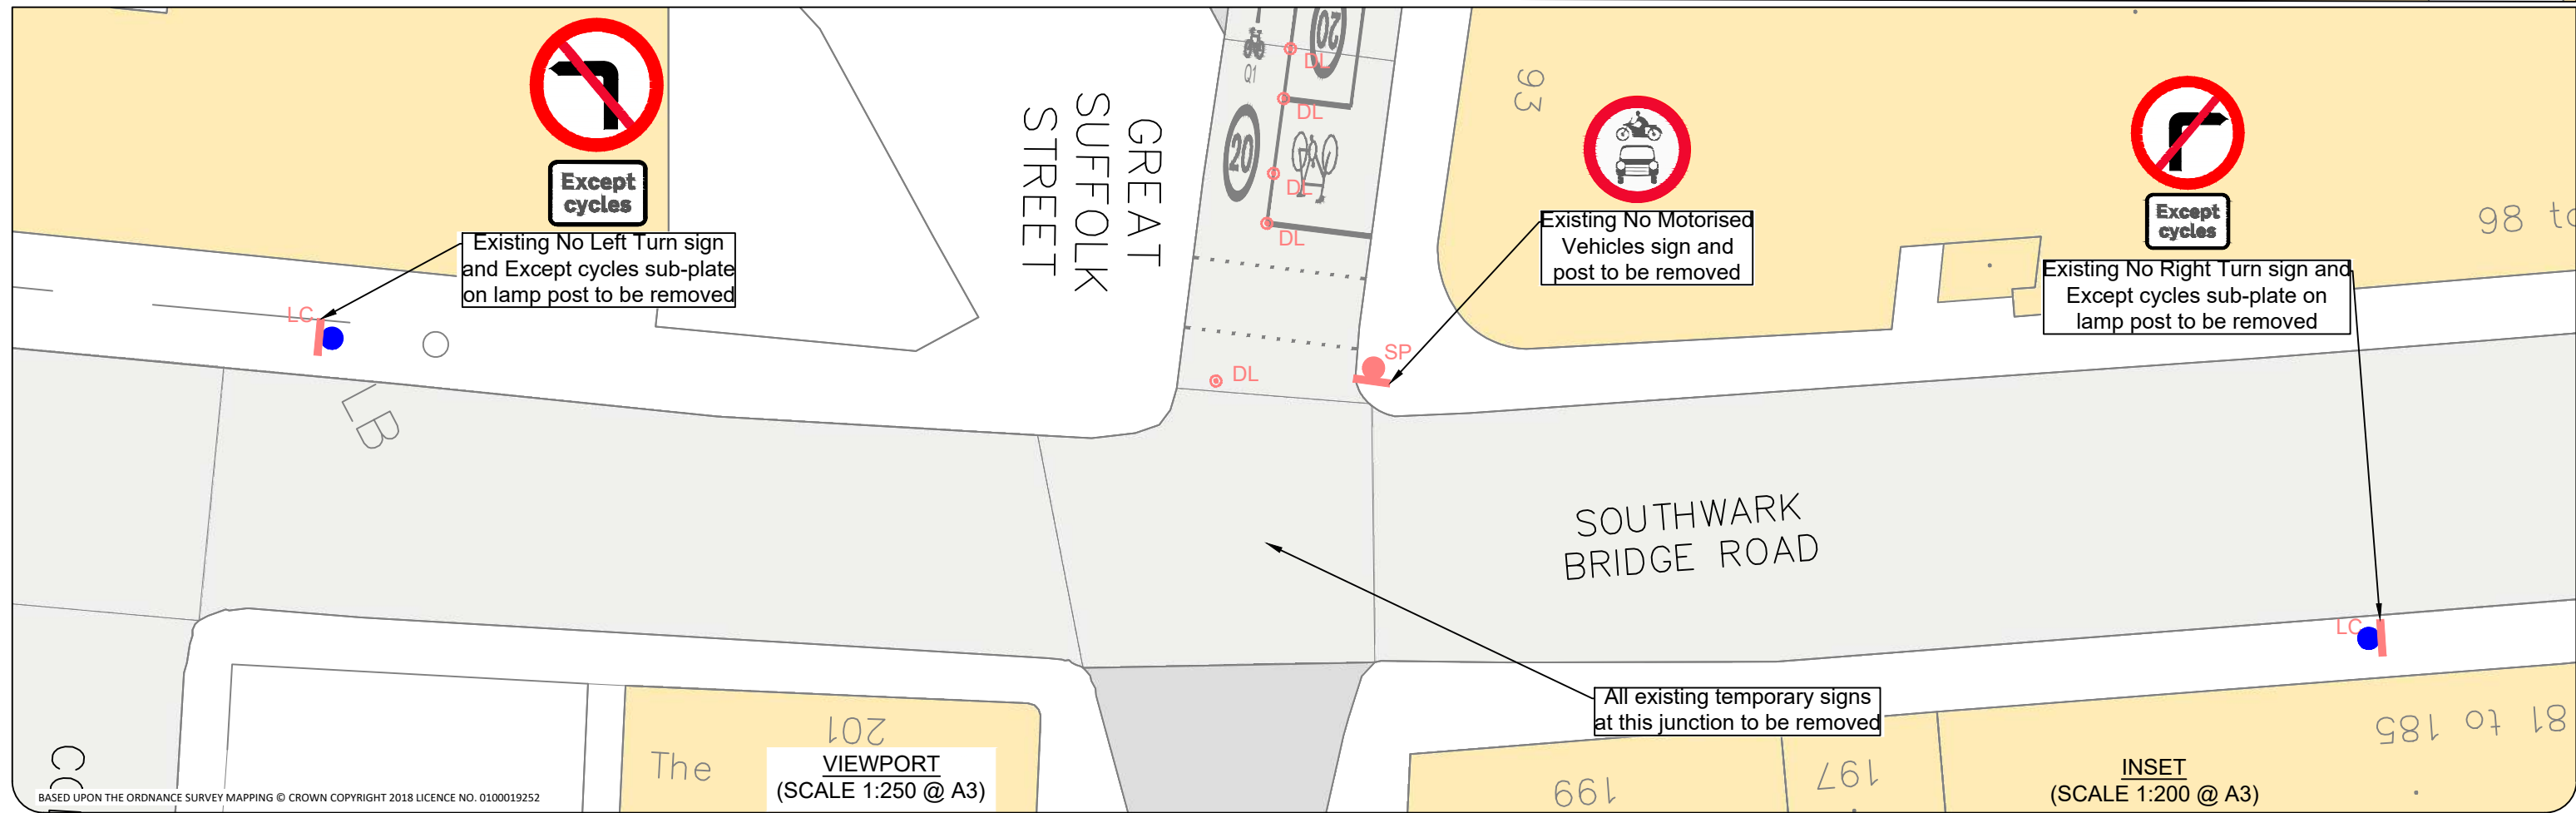 Except
cycles
Existing No Left Turn sign
and Except cycles sub-plate
on lamp post to be removed
LC
LB
GREAT
SUFFOLK
STREET
20
Q1
20
DL
DL
DL
DL
DL
93
Existing No Motorised
Vehicles sign and
post to be removed
SP
Except
cycles
98 to
Existing No Right Turn sign and
Except cycles sub-plate on
lamp post to be removed
SOUTHWARK
BRIDGE ROAD
LC
All existing temporary signs
at this junction to be removed
201
The
VIEWPORT
(SCALE 1:250 @ A3)
199
197
81 to 185
INSET
(SCALE 1:200 @ A3)
BASED UPON THE ORDNANCE SURVEY MAPPING © CROWN COPYRIGHT 2018 LICENCE NO. 0100019252